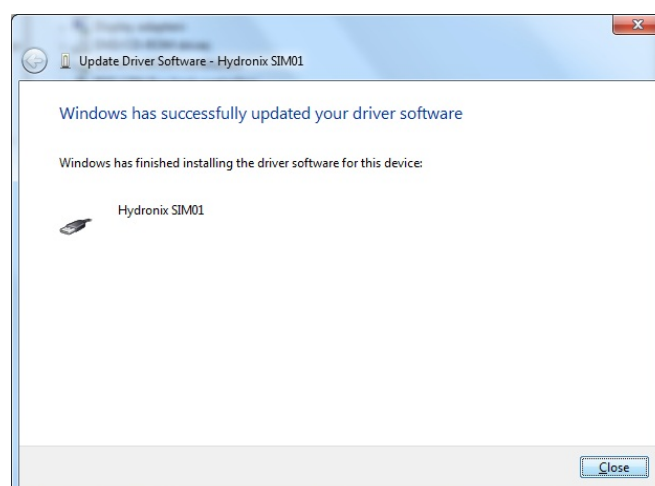 Update Driver Software - Hydronix SIM01
Windows has successfully updated your driver software
Windows has finished installing the driver software for this device:
Hydronix SIM01
Close